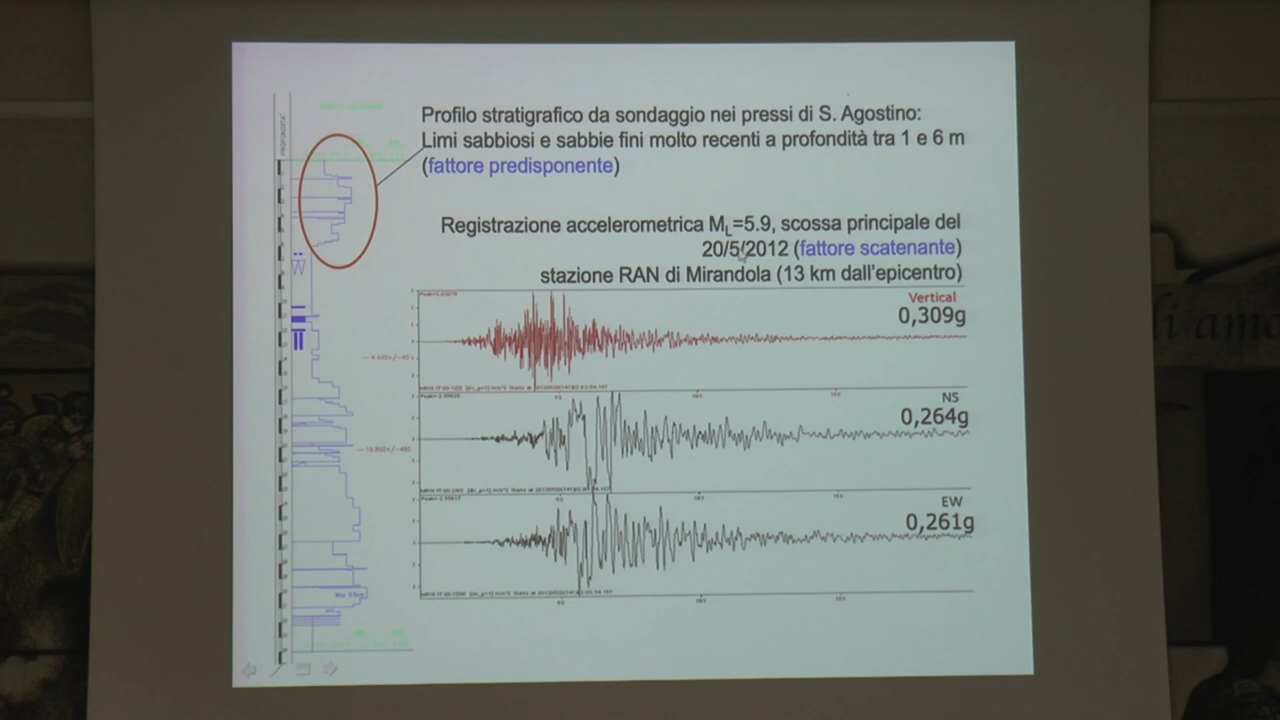 PROFONDITA'
Profilo stratigrafico da sondaggio nei pressi di S. Agostino:
Limi sabbiosi e sabbie fini molto recenti a profondità tra 1 e 6 m
(fattore predisponente)
Registrazione accelerometrica ML=5.9, scossa principale del
20/5/2012 (fattore scatenante)
stazione RAN di Mirandola (13 km dall'epicentro)
Vertical
0,309g
NS
0,264g
EW
0,261g